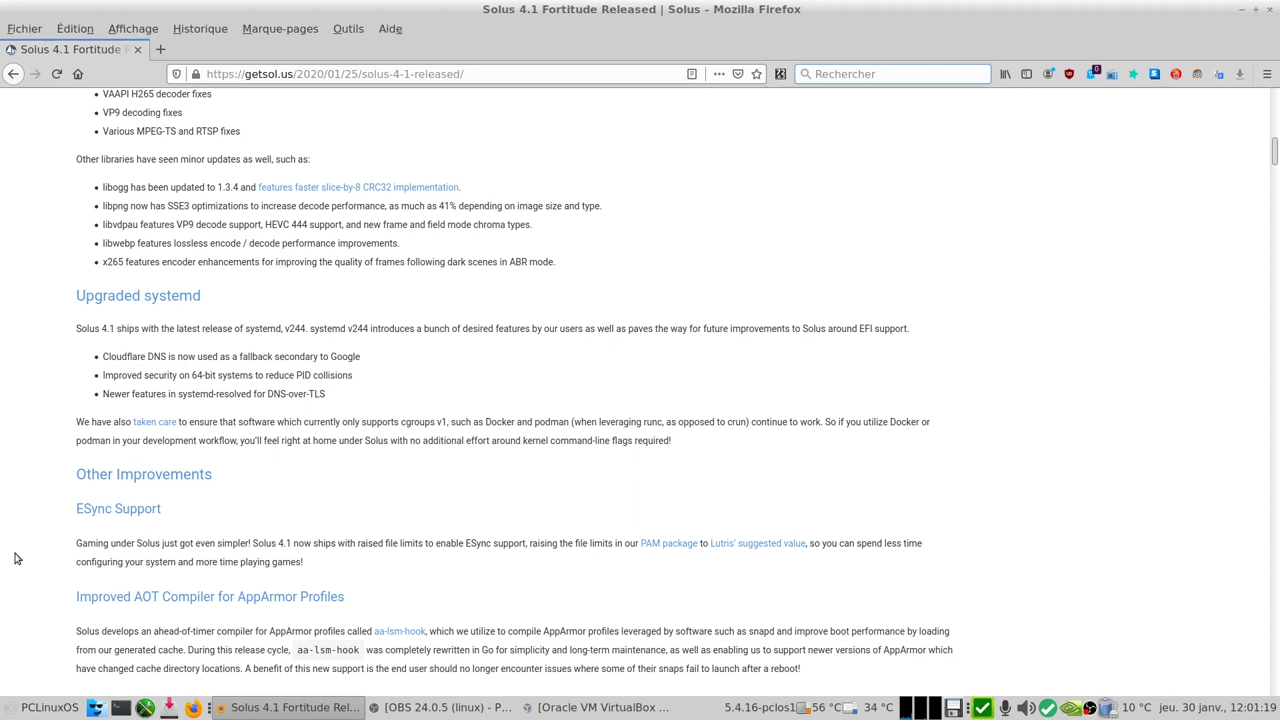 Solus 4.1 Fortitude Released | Solus - Mozilla Firefox
Fichier Édition Affichage Historique Marque-pages Outils Aide
Solus 4.1 Fortitude R
https://getsol.us/2020/01/25/solus-4-1-released/ Rechercher
VAAPI H265 decoder fixes
VP9 decoding fixes
Various MPEG-TS and RTSP fixes
Other libraries have seen minor updates as well, such as:
libogg has been updated to 1.3.4 and features faster slice-by-8 CRC32 implementation.
libpng now has SSE3 optimizations to increase decode performance, as much as 41% depending on image size and type.
libvdpau features VP9 decode support, HEVC 444 support, and new frame and field mode chroma types.
libwebp features lossless encode / decode performance improvements.
x265 features encoder enhancements for improving the quality of frames following dark scenes in ABR mode.
Upgraded systemd
Solus 4.1 ships with the latest release of systemd, v244. systemd v244 introduces a bunch of desired features by our users as well as paves the way for future improvements to Solus around EFI support.
Cloudflare DNS is now used as a fallback secondary to Google
Improved security on 64-bit systems to reduce PID collisions
Newer features in systemd-resolved for DNS-over-TLS
We have also taken care to ensure that software which currently only supports cgroups v1, such as Docker and podman (when leveraging runc, as opposed to crun) continue to work. So if you utilize Docker or
podman in your development workflow, you'll feel right at home under Solus with no additional effort around kernel command-line flags required!
Other Improvements
ESync Support
Gaming under Solus just got even simpler! Solus 4.1 now ships with raised file limits to enable ESync support, raising the file limits in our PAM package to Lutris' suggested value, so you can spend less time
configuring your system and more time playing games!
Improved AOT Compiler for AppArmor Profiles
Solus develops an ahead-of-timer compiler for AppArmor profiles called aa-lsm-hook, which we utilize to compile AppArmor profiles leveraged by software such as snapd and improve boot performance by loading
from our generated cache. During this release cycle, aa-lsm-hook was completely rewritten in Go for simplicity and long-term maintenance, as well as enabling us to support newer versions of AppArmor which
have changed cache directory locations. A benefit of this new support is the end user should no longer encounter issues where some of their snaps fail to launch after a reboot!
PCLinuxOS Solus 4.1 Fortitude Rel... [OBS 24.0.5 (linux) - P... [Oracle VM VirtualBox ... 5.4.16-pclos1 56 °C 34 °C 10 °C jeu. 30 janv., 12:01:19